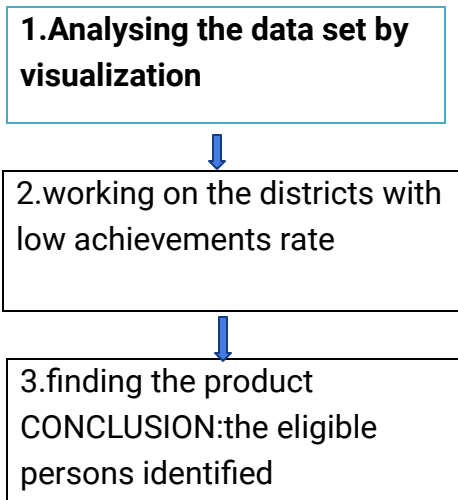 1.Analysing the data set by
visualization
2.working on the districts with
low achievements rate
3.finding the product
CONCLUSION:the eligible
persons identified